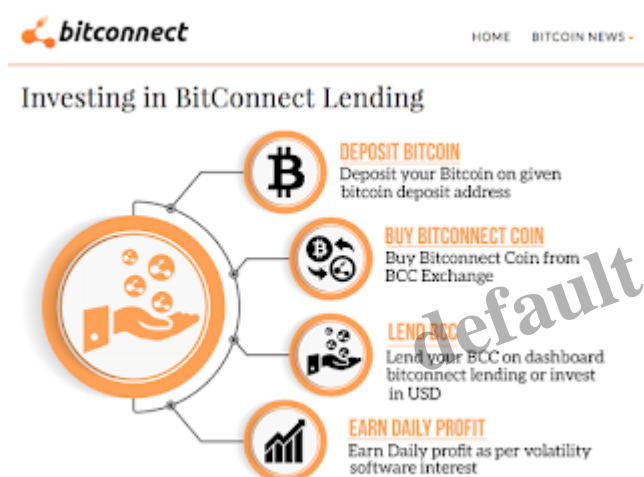 bitconnect
HOME BITCOIN NEWS
Investing in BitConnect Lending
DEPOSIT BITCOIN
Deposit your Bitcoin on given
bitcoin deposit address
BUY BITCONNECT COIN
Buy Bitconnect Coin from
BCC Exchange
default
LEND BCC
Lend your BCC on dashboard
bitconnect lending or invest
in USD
EARN DAILY PROFIT
Earn Daily profit as per volatility
software interest